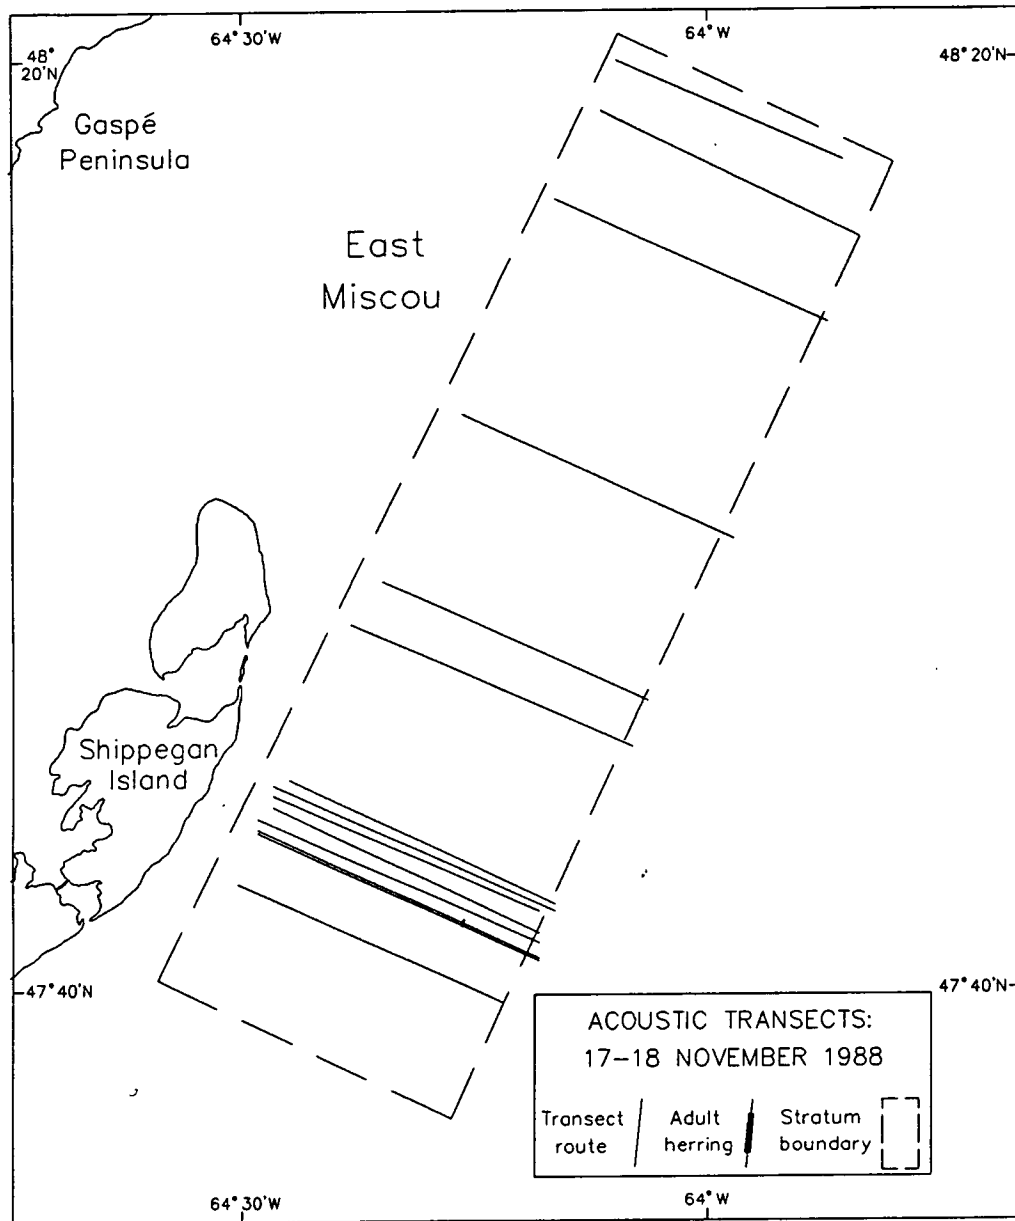 64°30'W
64°W
48°
20'N
48°20'N
Gaspé
Peninsula
East
Miscou
Shippegan
Island
47°40'N
47°40'N
ACOUSTIC TRANSECTS:
17-18 NOVEMBER 1988
Transect
route
Adult
herring
Stratum
boundary
64°30'W
64°W